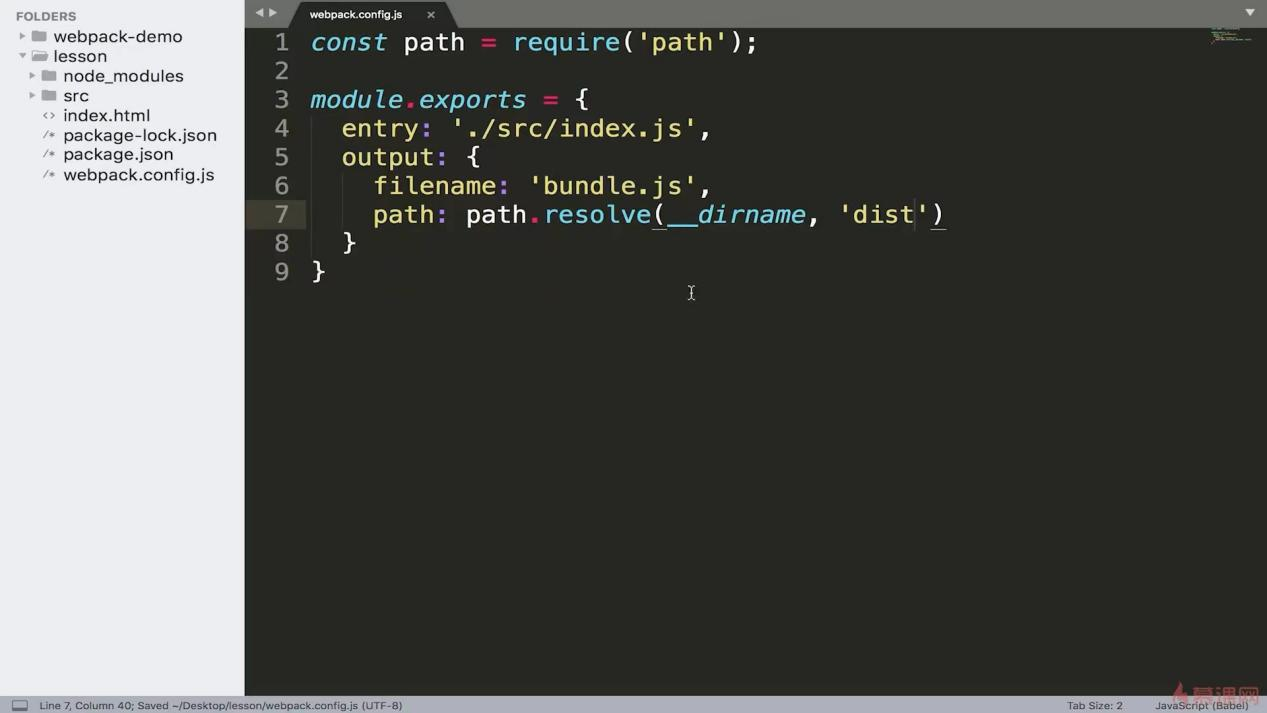 FOLDERS
webpack-demo
lesson
node_modules
src
index.html
package-lock.json
package.json
webpack.config.js
webpack.config.js
1 const path = require('path');
2
3 module.exports = {
4 entry: './src/index.js',
5 output: {
6 filename: 'bundle.js',
7 path: path.resolve(__dirname, 'dist')
8 }
9 }
慕课网
Line 7, Column 40; Saved ~/Desktop/lesson/webpack.config.js (UTF-8)
Tab Size: 2
JavaScript (Babel)